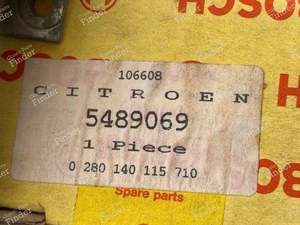 BOSCH
106608
CITROEN
5489069
1 Piece
0 280 140 115 710
Spare parts